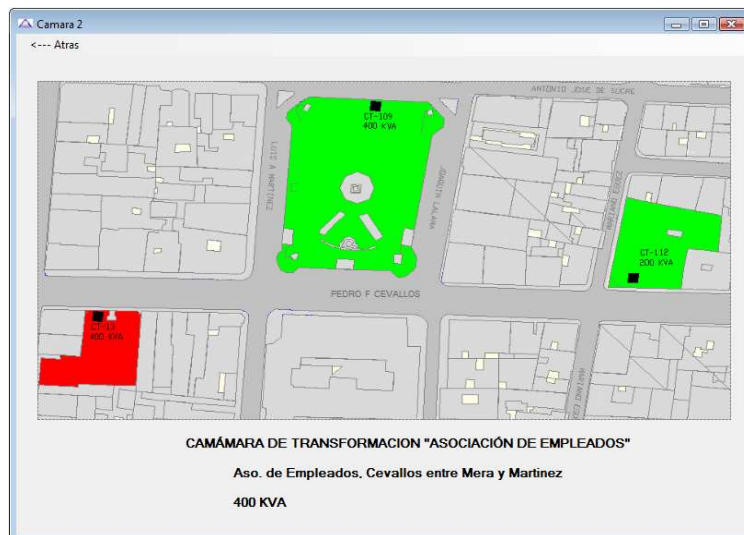 Camara 2
<--- Atras
ANTONIO JOSE DE SUCRE
CT-109
400 KVA
LUIS A MARTINEZ
JOAQUIN LALAMA
CT-112
200 KVA
PEDRO F CEVALLOS
CT-13
400 KVA
CAMÁMARA DE TRANSFORMACION "ASOCIACIÓN DE EMPLEADOS"
Aso. de Empleados, Cevallos entre Mera y Martinez
400 KVA